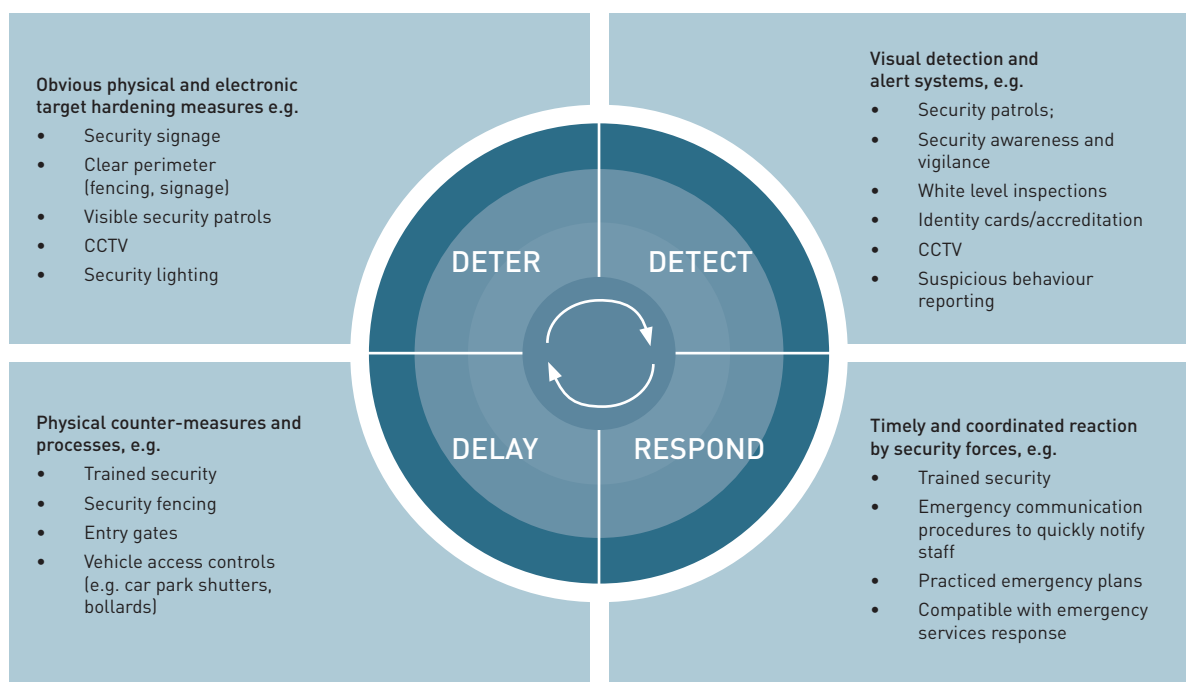 Obvious physical and electronic
target hardening measures e.g.
• Security signage
• Clear perimeter
(fencing, signage)
• Visible security patrols
• CCTV
• Security lighting
Visual detection and
alert systems, e.g.
• Security patrols;
• Security awareness and
vigilance
• White level inspections
• Identity cards/accreditation
• CCTV
• Suspicious behaviour
reporting
DETER
DETECT
DELAY
RESPOND
Physical counter-measures and
processes, e.g.
• Trained security
• Security fencing
• Entry gates
• Vehicle access controls
(e.g. car park shutters,
bollards)
Timely and coordinated reaction
by security forces, e.g.
• Trained security
• Emergency communication
procedures to quickly notify
staff
• Practiced emergency plans
• Compatible with emergency
services response